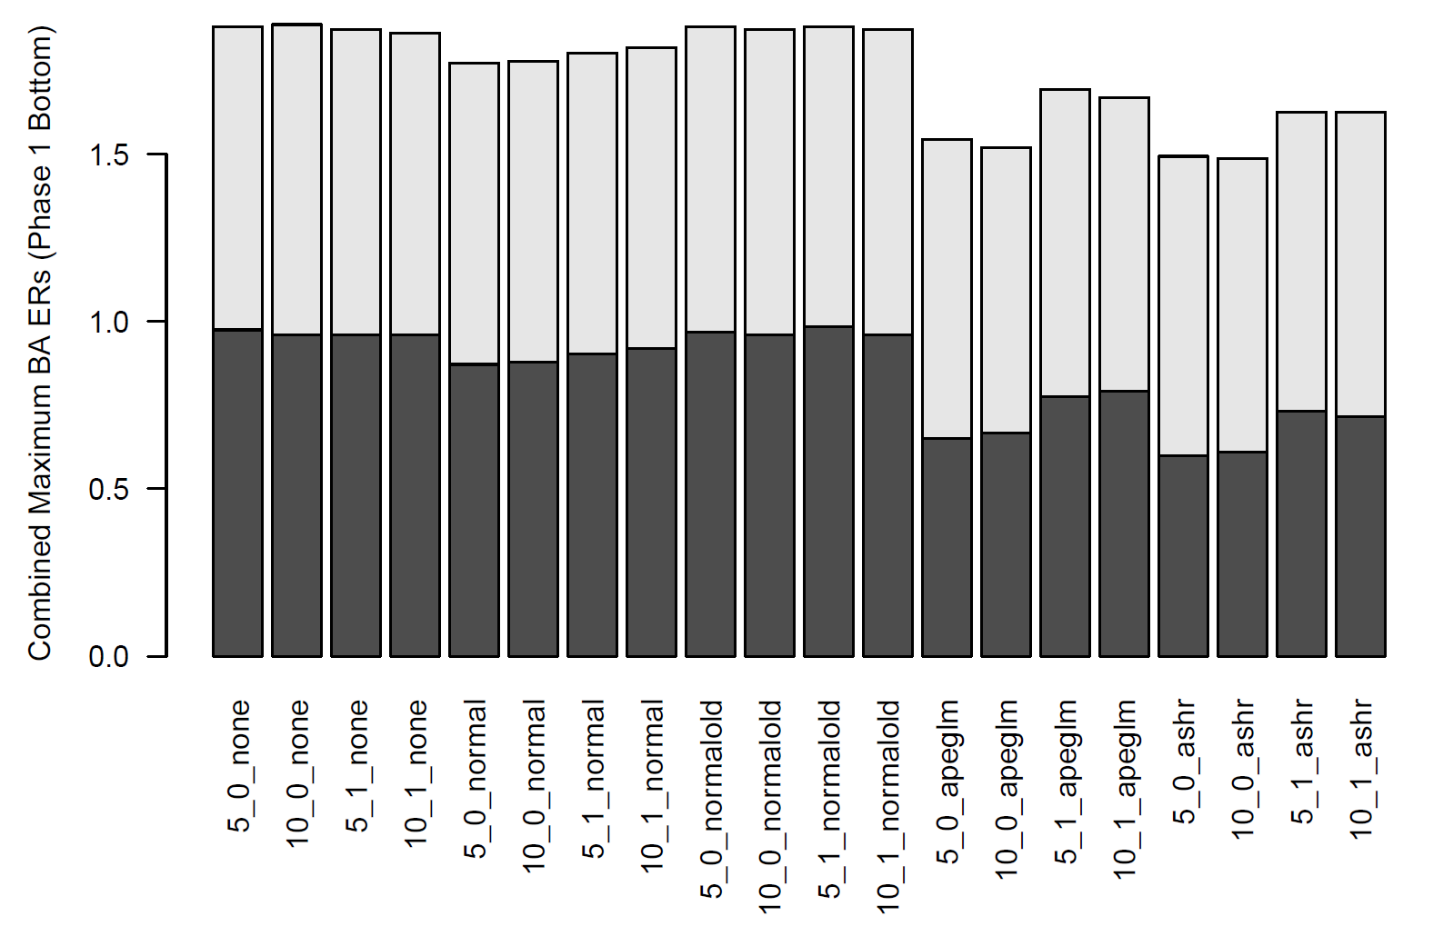 Combined Maximum BA ERs (Phase 1 Bottom)
1.5
1.0
0.5
0.0
5_0_none
10_0_none
5_1_none
10_1_none
5_0_normal
10_0_normal
5_1_normal
10_1_normal
5_0_normalold
10_0_normalold
5_1_normalold
10_1_normalold
5_0_apeglm
10_0_apeglm
5_1_apeglm
10_1_apeglm
5_0_ashr
10_0_ashr
5_1_ashr
10_1_ashr